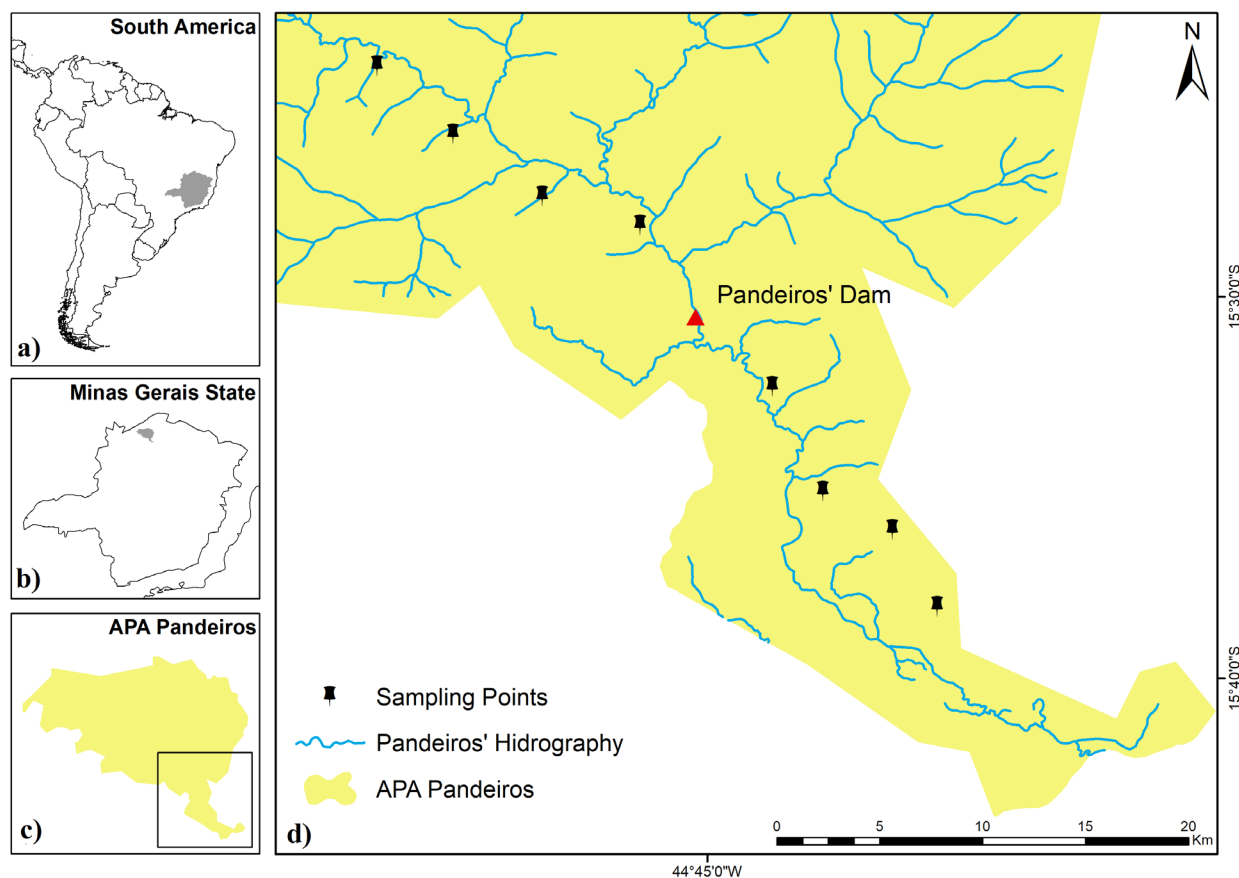 South America
a)
Minas Gerais State
b)
APA Pandeiros
c)
N
Pandeiros' Dam
15°30'0"S
15°40'0"S
Sampling Points
Pandeiros' Hidrography
APA Pandeiros
d)
0 5 10 15 20
Km
44°45'0"W